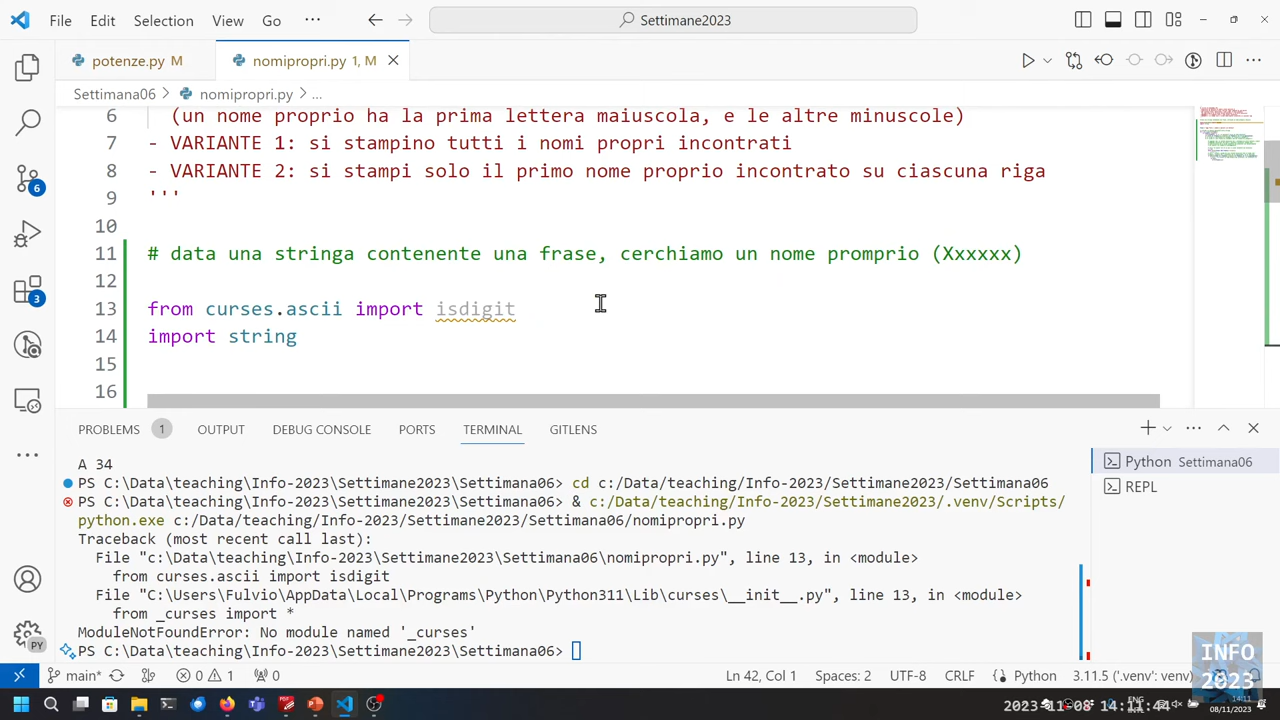 File Edit Selection View Go ··· Settimane2023
potenze.py M nomipropri.py 1, M
Settimana06 > nomipropri.py > ...
6 (un nome proprio ha la prima lettera maiuscola, e le altre minuscole)
7 - VARIANTE 1: si stampino tutti i nomi propri incontrati
8 - VARIANTE 2: si stampi solo il primo nome proprio incontrato su ciascuna riga
9 '''
10
11 # data una stringa contenente una frase, cerchiamo un nome promprio (Xxxxxx)
12
13 from curses.ascii import isdigit
14 import string
15
16
PROBLEMS 1 OUTPUT DEBUG CONSOLE PORTS TERMINAL GITLENS
A 34
PS C:\Data\teaching\Info-2023\Settimane2023\Settimana06> cd c:/Data/teaching/Info-2023/Settimane2023/Settimana06
PS C:\Data\teaching\Info-2023\Settimane2023\Settimana06> & c:/Data/teaching/Info-2023/Settimane2023/.venv/Scripts/
python.exe c:/Data/teaching/Info-2023/Settimane2023/Settimana06/nomipropri.py
Traceback (most recent call last):
File "c:\Data\teaching\Info-2023\Settimane2023\Settimana06\nomipropri.py", line 13, in <module>
from curses.ascii import isdigit
File "C:\Users\Fulvio\AppData\Local\Programs\Python\Python311\Lib\curses\__init__.py", line 13, in <module>
from _curses import *
ModuleNotFoundError: No module named '_curses'
PS C:\Data\teaching\Info-2023\Settimane2023\Settimana06>
Python Settimana06
REPL
6
3
PY
main* 0 1 0 Ln 42, Col 1 Spaces: 2 UTF-8 CRLF Python 3.11.5 ('.venv': venv)
INFO
2023
08/11/2023